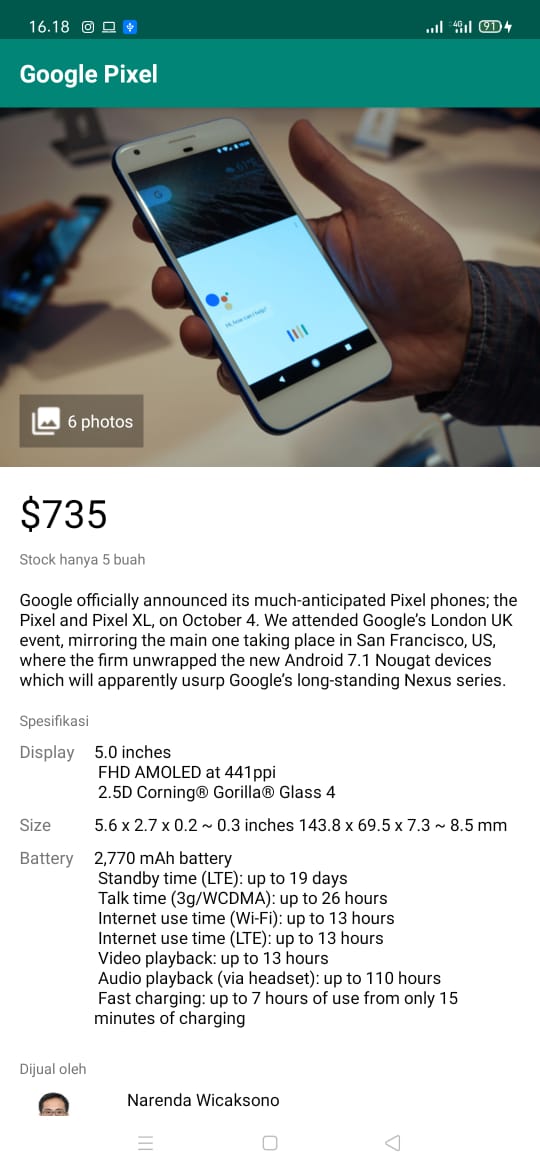 16.18
4G
91
Google Pixel
G
Hi, how can I help?
6 photos
$735
Stock hanya 5 buah
Google officially announced its much-anticipated Pixel phones; the
Pixel and Pixel XL, on October 4. We attended Google’s London UK
event, mirroring the main one taking place in San Francisco, US,
where the firm unwrapped the new Android 7.1 Nougat devices
which will apparently usurp Google’s long-standing Nexus series.
Spesifikasi
Display 5.0 inches
FHD AMOLED at 441ppi
2.5D Corning® Gorilla® Glass 4
Size 5.6 x 2.7 x 0.2 ~ 0.3 inches 143.8 x 69.5 x 7.3 ~ 8.5 mm
Battery 2,770 mAh battery
Standby time (LTE): up to 19 days
Talk time (3g/WCDMA): up to 26 hours
Internet use time (Wi-Fi): up to 13 hours
Internet use time (LTE): up to 13 hours
Video playback: up to 13 hours
Audio playback (via headset): up to 110 hours
Fast charging: up to 7 hours of use from only 15
minutes of charging
Dijual oleh
Narenda Wicaksono